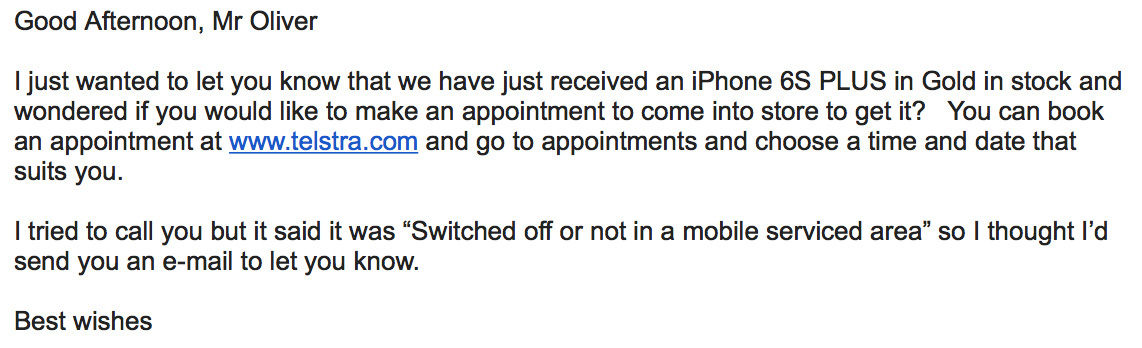 Good Afternoon, Mr Oliver
I just wanted to let you know that we have just received an iPhone 6S PLUS in Gold in stock and
wondered if you would like to make an appointment to come into store to get it?   You can book
an appointment at www.telstra.com and go to appointments and choose a time and date that
suits you.
I tried to call you but it said it was “Switched off or not in a mobile serviced area” so I thought I’d
send you an e-mail to let you know.
Best wishes